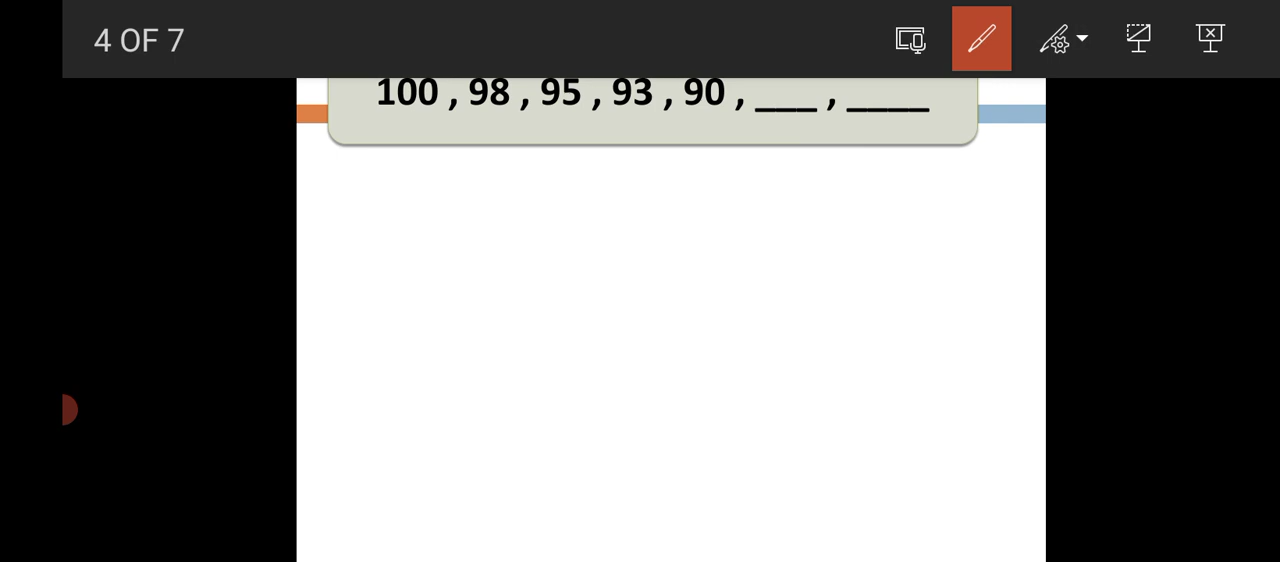 4 OF 7
100 , 98 , 95 , 93 , 90 , ___ , ____